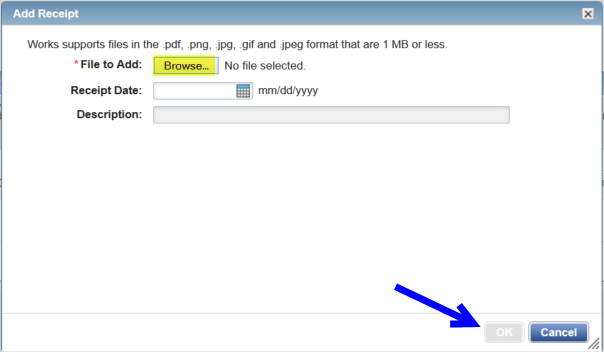 Add Receipt
Works supports files in the .pdf, .png, .jpg, .gif and .jpeg format that are 1 MB or less.
*File to Add: Browse... No file selected.
Receipt Date: mm/dd/yyyy
Description:
OK Cancel